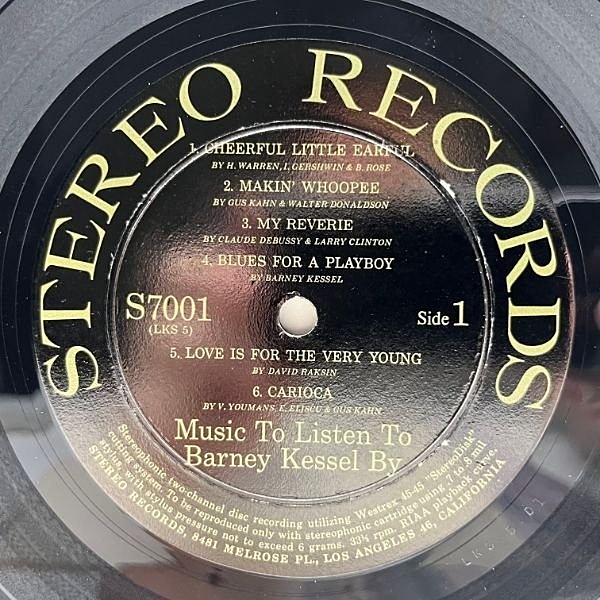 STEREO RECORDS
1. CHEERFUL LITTLE EARFUL
BY H. WARREN, I. GERSHWIN & B. ROSE
2. MAKIN' WHOOPEE
BY GUS KAHN & WALTER DONALDSON
3. MY REVERIE
BY CLAUDE DEBUSSY & LARRY CLINTON
4. BLUES FOR A PLAYBOY
BY BARNEY KESSEL
S7001
(LKS 5)
Side 1
5. LOVE IS FOR THE VERY YOUNG
BY DAVID RAKSIN
6. CARIOCA
BY V. YOUMANS, E. ELISCU & GUS KAHN
Music To Listen To
Barney Kessel By
Stereophonic two-channel disc recording utilizing Westrex 45-45 "StereoDisk"
cutting system. To be reproduced only with stereophonic cartridge using 7 to 8 mil
stylus, with stylus pressure not to exceed 6 grams. 33⅓ rpm. RIAA playback curve.
STEREO RECORDS, 8481 MELROSE PL., LOS ANGELES 46, CALIFORNIA
LKS 5 D1